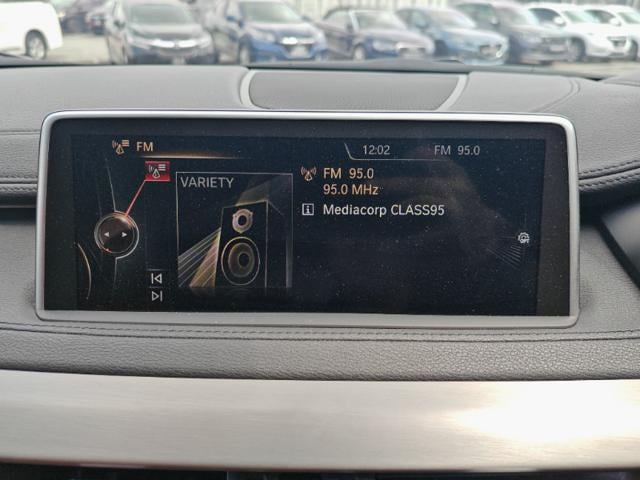 FM
12:02
FM 95.0
VARIETY
FM 95.0
95.0 MHz
Mediacorp CLASS95